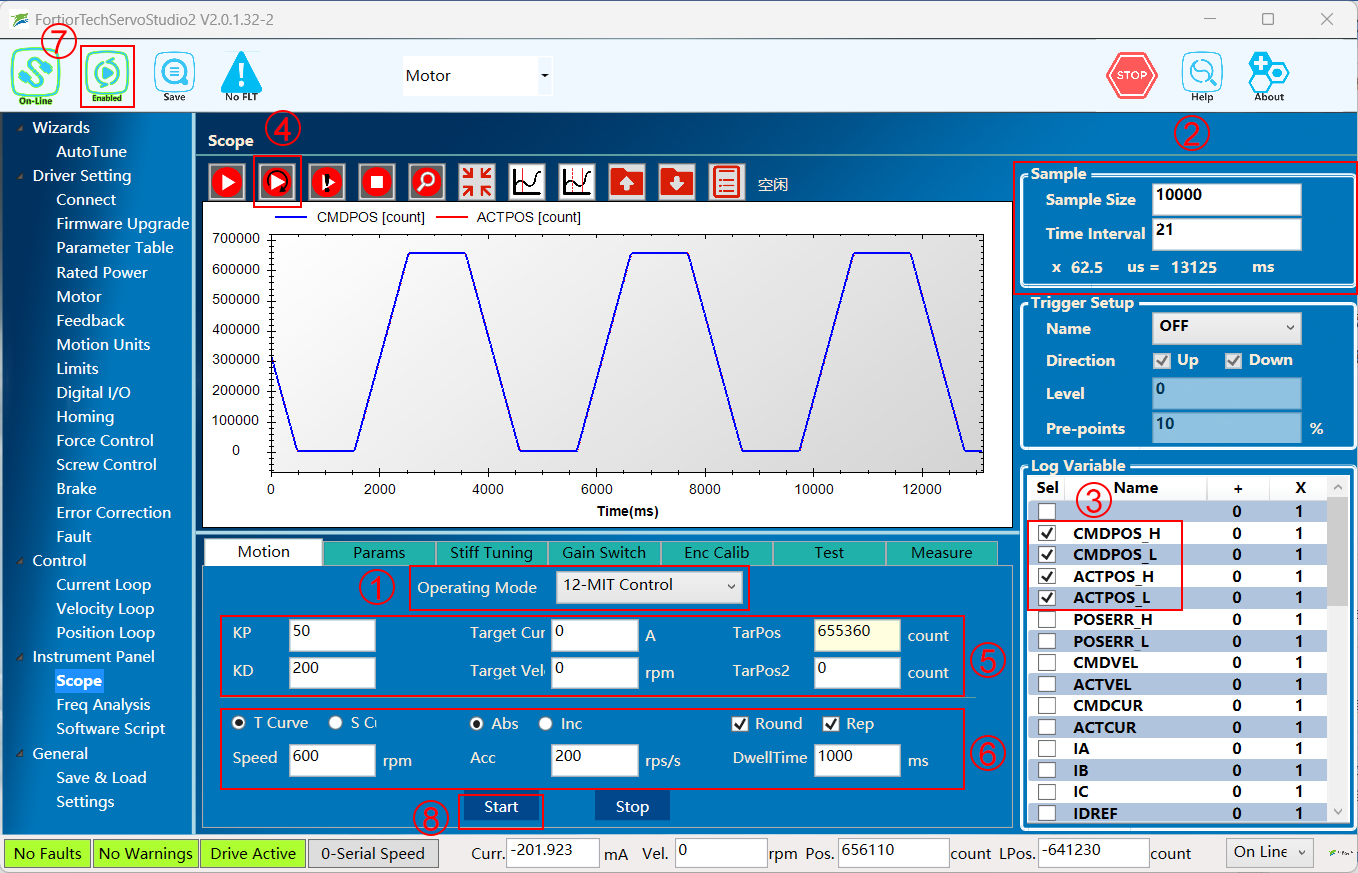 FortiorTechServoStudio2 V2.0.1.32-2
⑦
On-Line
Enabled
Save
No FLT
Motor
STOP
Help
About
②
Wizards
AutoTune
Driver Setting
Connect
Firmware Upgrade
Parameter Table
Rated Power
Motor
Feedback
Motion Units
Limits
Digital I/O
Homing
Force Control
Screw Control
Brake
Error Correction
Fault
Control
Current Loop
Velocity Loop
Position Loop
Instrument Panel
Scope
Freq Analysis
Software Script
General
Save & Load
Settings
Scope
④
空闲
CMDPOS [count] ACTPOS [count]
700000
600000
500000
400000
300000
200000
100000
0
0 2000 4000 6000 8000 10000 12000
Time(ms)
Sample
Sample Size 10000
Time Interval 21
x 62.5 us = 13125 ms
Trigger Setup
Name OFF
Direction Up Down
Level 0
Pre-points 10 %
Log Variable
Sel Name + X
③
0 1
CMDPOS_H 0 1
CMDPOS_L 0 1
ACTPOS_H 0 1
ACTPOS_L 0 1
POSERR_H 0 1
POSERR_L 0 1
CMDVEL 0 1
ACTVEL 0 1
CMDCUR 0 1
ACTCUR 0 1
IA 0 1
IB 0 1
IC 0 1
IDREF 0 1
Motion Params Stiff Tuning Gain Switch Enc Calib Test Measure
① Operating Mode 12-MIT Control
KP 50 Target Cur 0 A TarPos 655360 count
⑤
KD 200 Target Vel 0 rpm TarPos2 0 count
T Curve S Cu Abs Inc Round Rep
⑥
Speed 600 rpm Acc 200 rps/s DwellTime 1000 ms
⑧ Start Stop
No Faults No Warnings Drive Active 0-Serial Speed Curr. -201.923 mA Vel. 0 rpm Pos. 656110 count LPos. -641230 count On Line